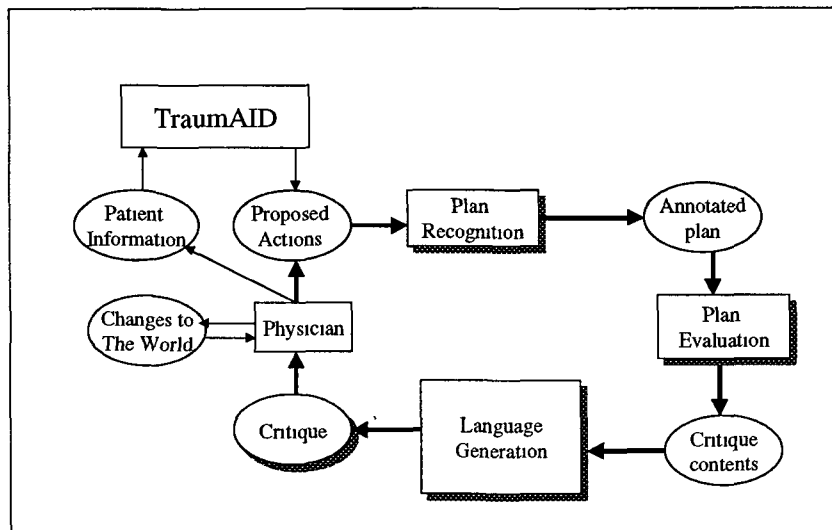 TraumAID
Patient
Information
Proposed
Actions
Plan
Recognition
Annotated
plan
Changes to
The World
Physician
Plan
Evaluation
Critique
Language
Generation
Critique
contents